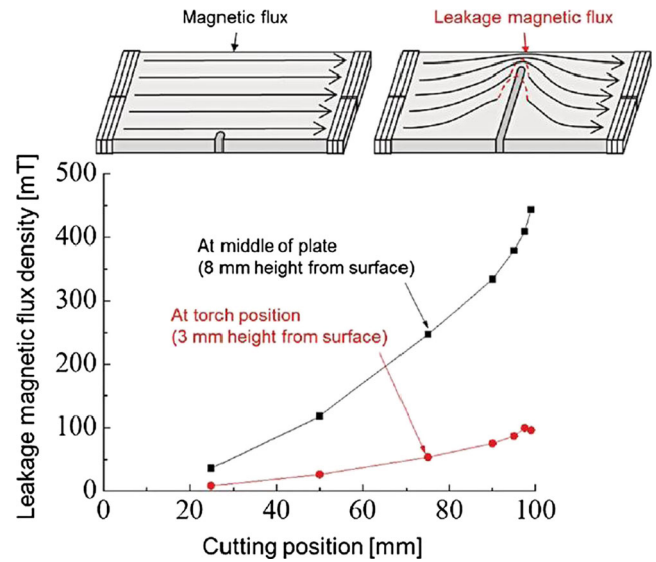 Magnetic flux
Leakage magnetic flux
Leakage magnetic flux density [mT]
500
400
300
200
100
0
At middle of plate
(8 mm height from surface)
At torch position
(3 mm height from surface)
0
20
40
60
80
100
Cutting position [mm]